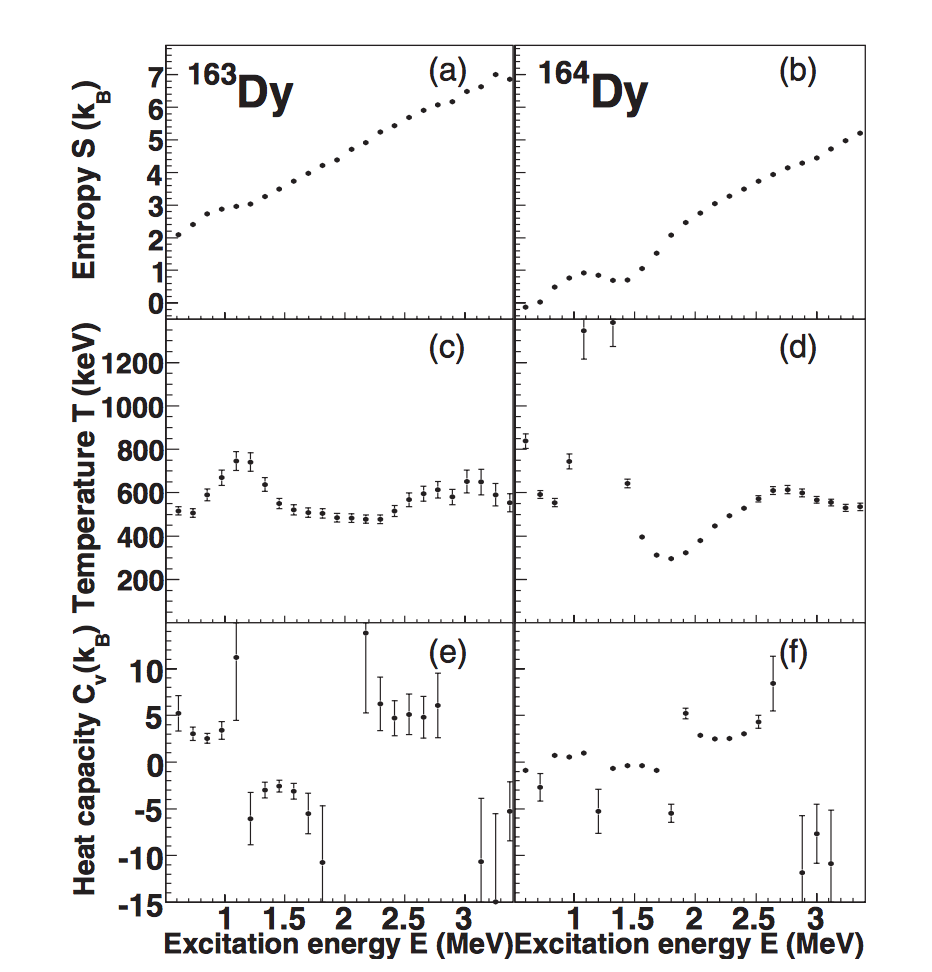 163Dy
(a)
164Dy
(b)
Entropy S (kB)
7
6
5
4
3
2
1
0
(c)
(d)
Temperature T (keV)
1200
1000
800
600
400
200
(e)
(f)
Heat capacity Cv(kB)
10
5
0
-5
-10
-15
1 1.5 2 2.5 3
1 1.5 2 2.5 3
Excitation energy E (MeV)
Excitation energy E (MeV)